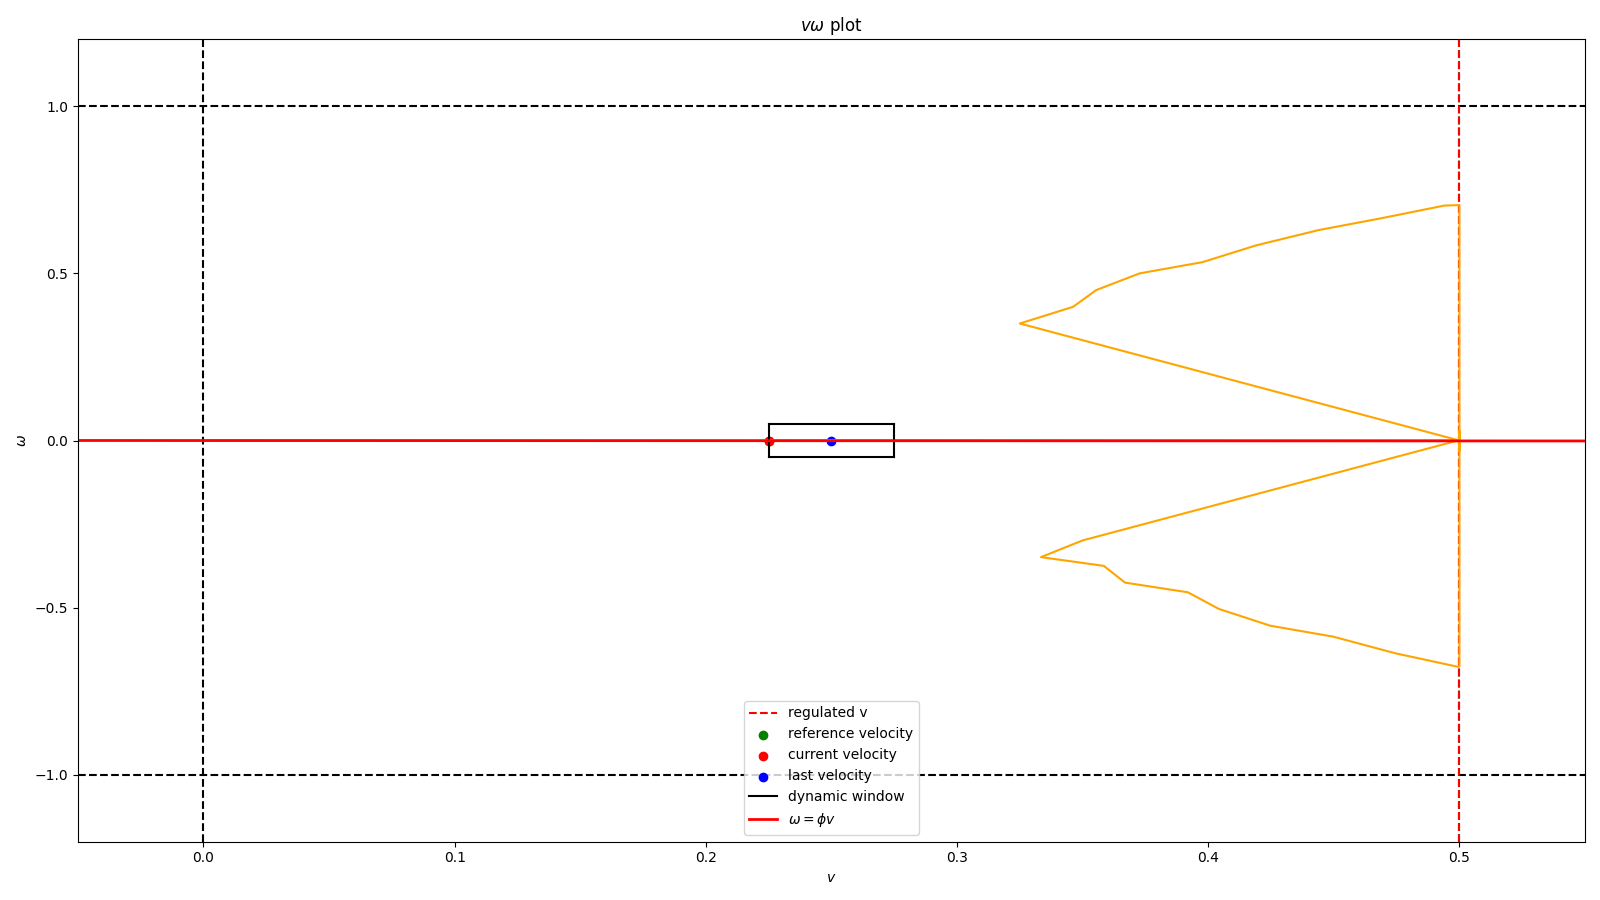 vω plot
1.0
0.5
0.0
−0.5
−1.0
ω
regulated v
reference velocity
current velocity
last velocity
dynamic window
ω = ϕv
0.0 0.1 0.2 0.3 0.4 0.5
v